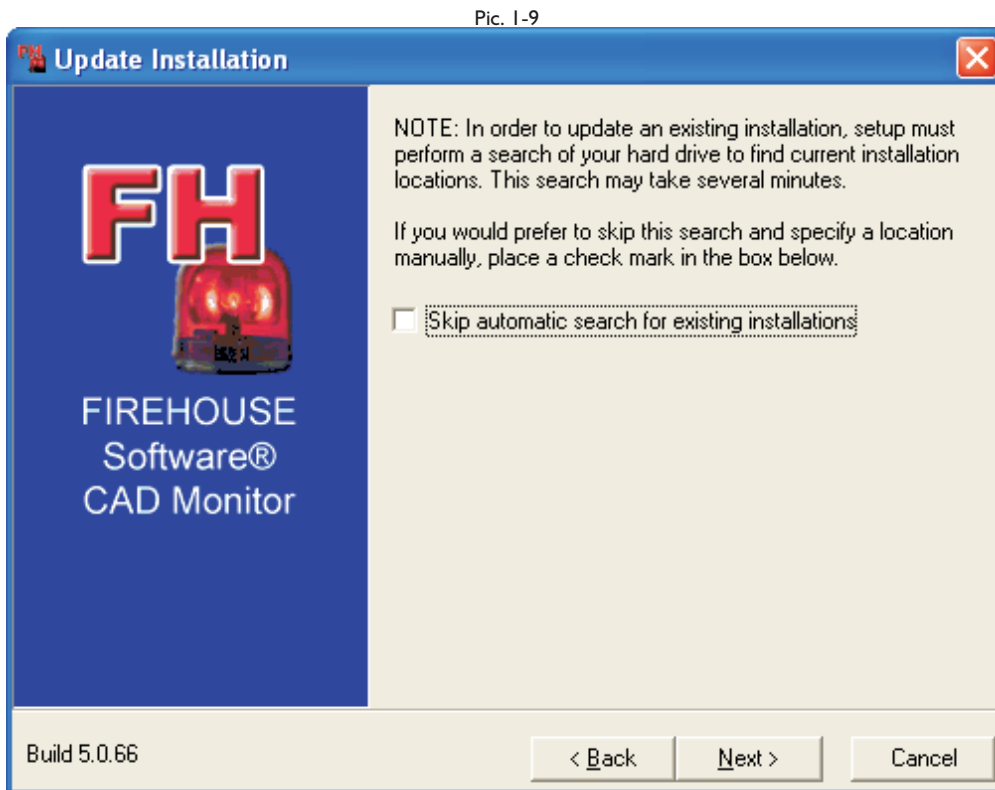 Pic. 1-9
Update Installation
NOTE: In order to update an existing installation, setup must
perform a search of your hard drive to find current installation
locations. This search may take several minutes.
If you would prefer to skip this search and specify a location
manually, place a check mark in the box below.
Skip automatic search for existing installations
FH
FIREHOUSE
Software®
CAD Monitor
Build 5.0.66
< Back
Next >
Cancel